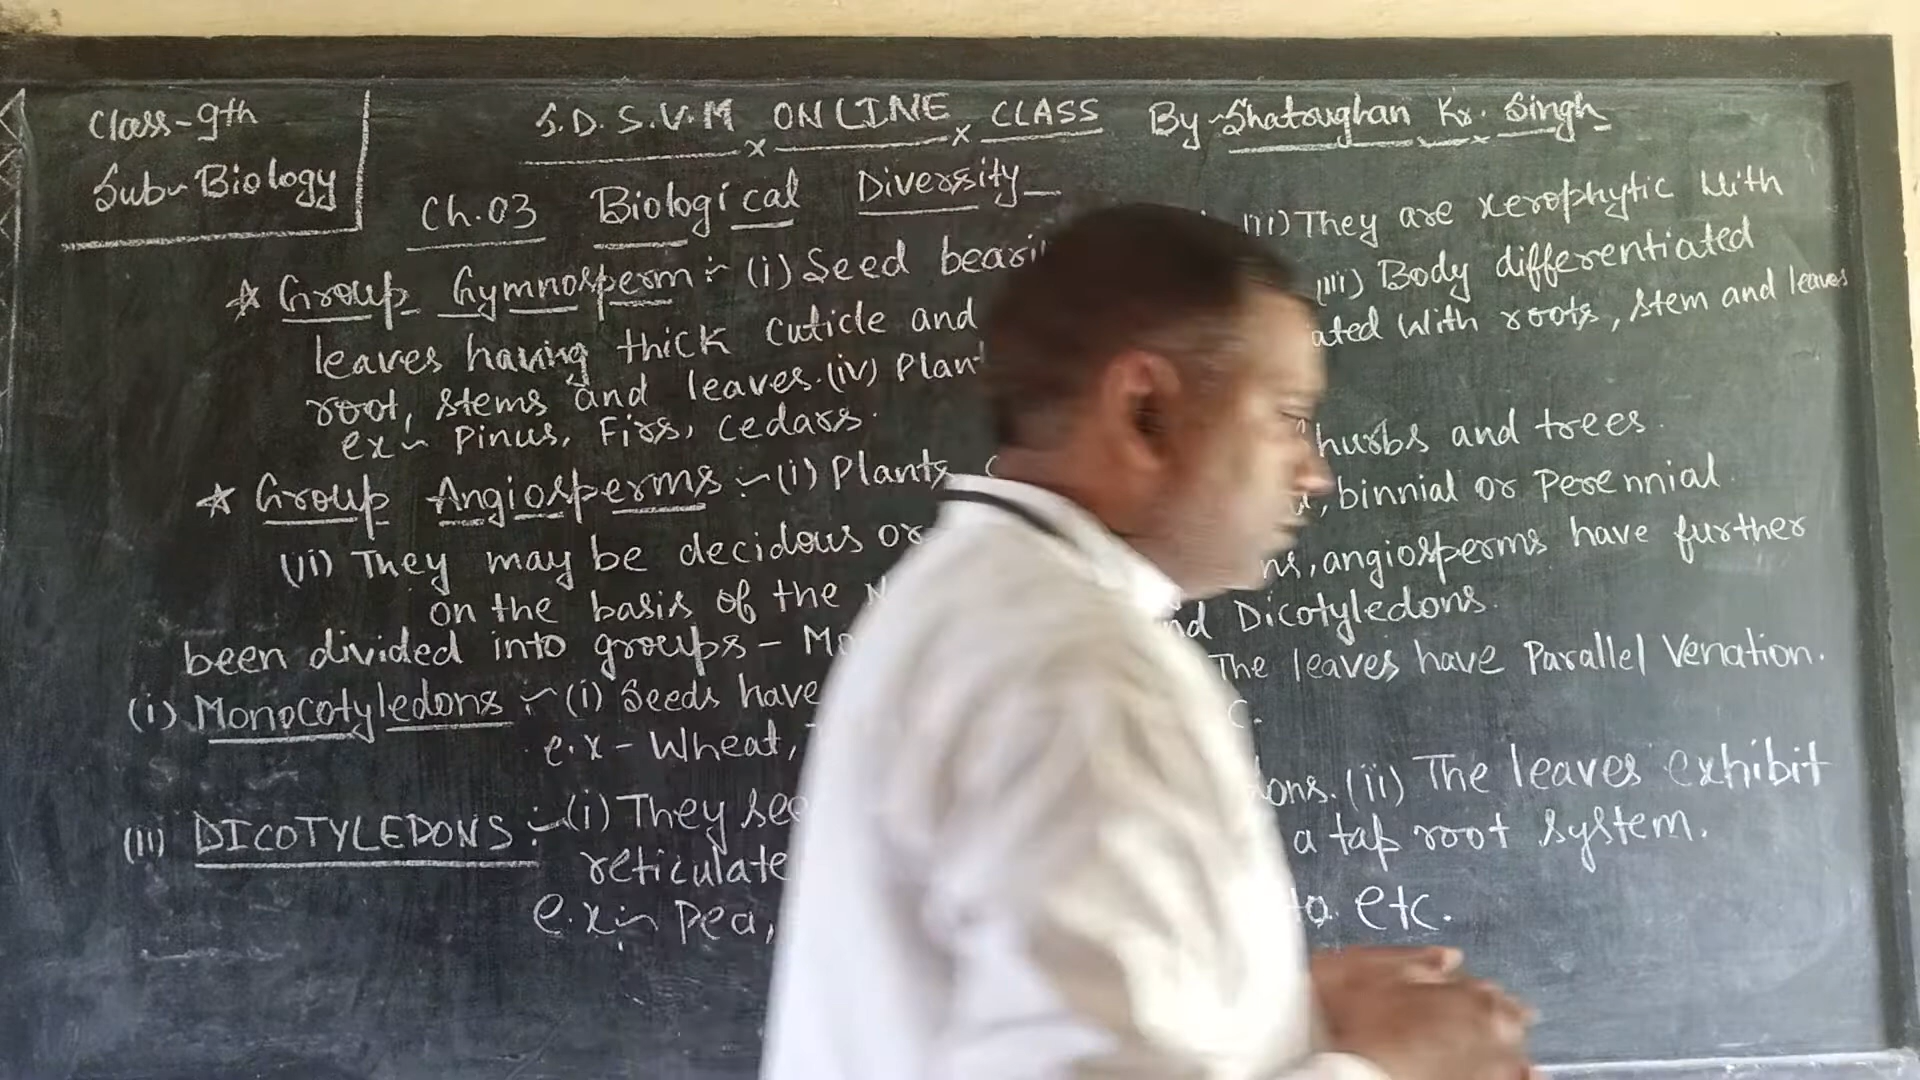 Class-9th
Sub-Biology
S.D.S.V.M ONLINE CLASS By-Shatrughan Kr. Singh
Ch.03 Biological Diversity
☆ Group Gymnosperm:- (i) Seed beari (ii) They are xerophytic with
leaves having thick cuticle and (iii) Body differentiated
root, stems and leaves. (iv) Plant ated with roots, stem and leaves
ex- Pinus, Firs, cedars.
hurbs and trees.
☆ Group Angiosperms:- (i) Plants , binnial or Perennial
(ii) They may be decidous or ns, angiosperms have further
on the basis of the N nd Dicotyledons.
been divided into groups - Mo The leaves have Parallel Venation.
(i) Monocotyledons:- (i) Seeds have c.
e.x - Wheat,
(ii) DICOTYLEDONS:- (i) They see dons. (ii) The leaves exhibit
reticulate a tap root system.
e.x:- Pea, to etc.